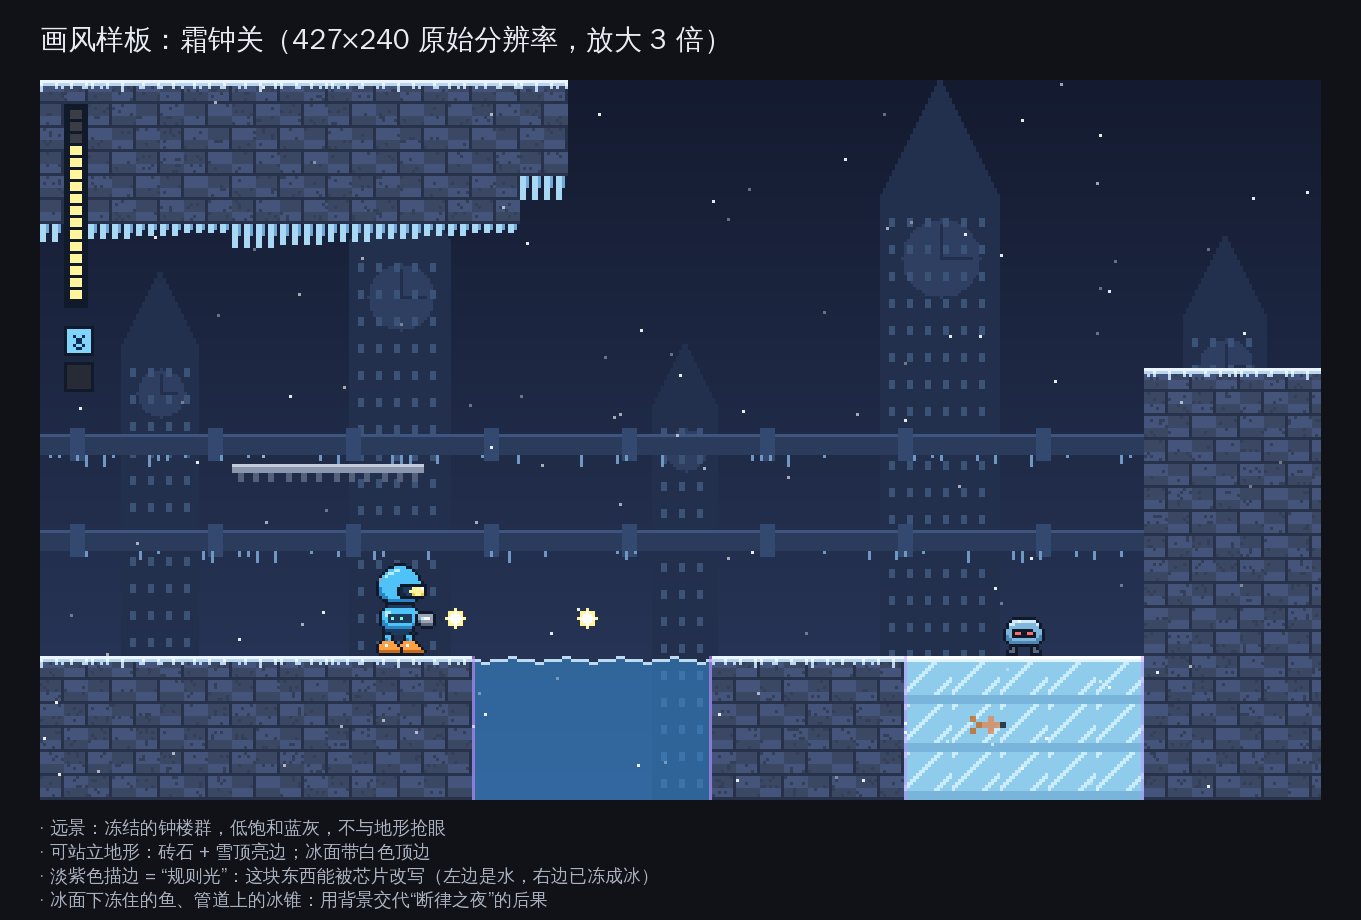 画风样板：霜钟关（427×240 原始分辨率，放大 3 倍）
· 远景：冻结的钟楼群，低饱和蓝灰，不与地形抢眼
· 可站立地形：砖石 + 雪顶亮边；冰面带白色顶边
· 淡紫色描边 = “规则光”：这块东西能被芯片改写（左边是水，右边已冻成冰）
· 冰面下冻住的鱼、管道上的冰锥：用背景交代“断律之夜”的后果